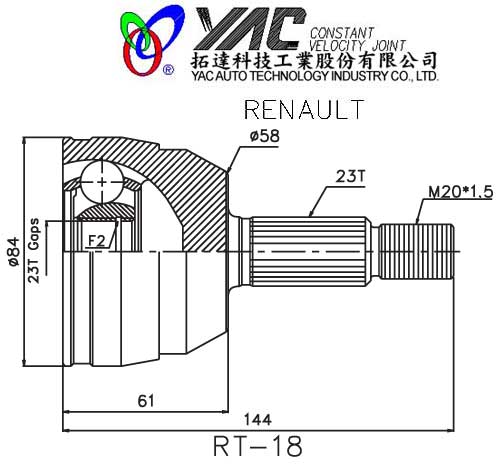 YAC CONSTANT
VELOCITY JOINT
拓達科技工業股份有限公司
®
YAC AUTO TECHNOLOGY INDUSTRY CO., LTD.
RENAULT
ø58
23T
M20*1.5
ø84
23T Gaps
F2
61
144
RT-18